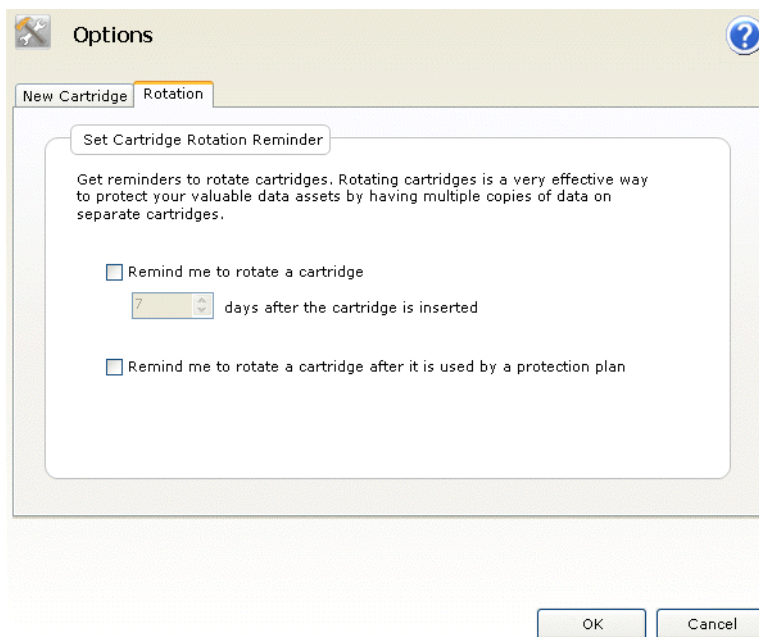 Options
?
New Cartridge
Rotation
Set Cartridge Rotation Reminder
Get reminders to rotate cartridges. Rotating cartridges is a very effective way
to protect your valuable data assets by having multiple copies of data on
separate cartridges.
Remind me to rotate a cartridge
7
days after the cartridge is inserted
Remind me to rotate a cartridge after it is used by a protection plan
OK
Cancel